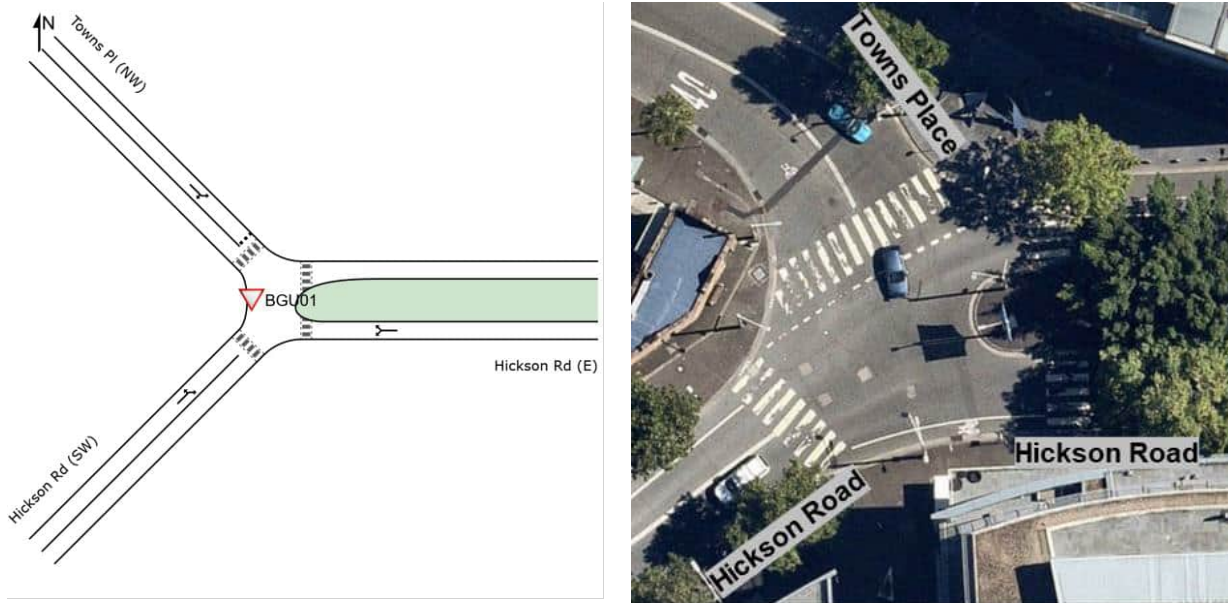 N
Towns Pl (NW)
BGU01
Hickson Rd (E)
Hickson Rd (SW)
40
Towns Place
Hickson Road
Hickson Road